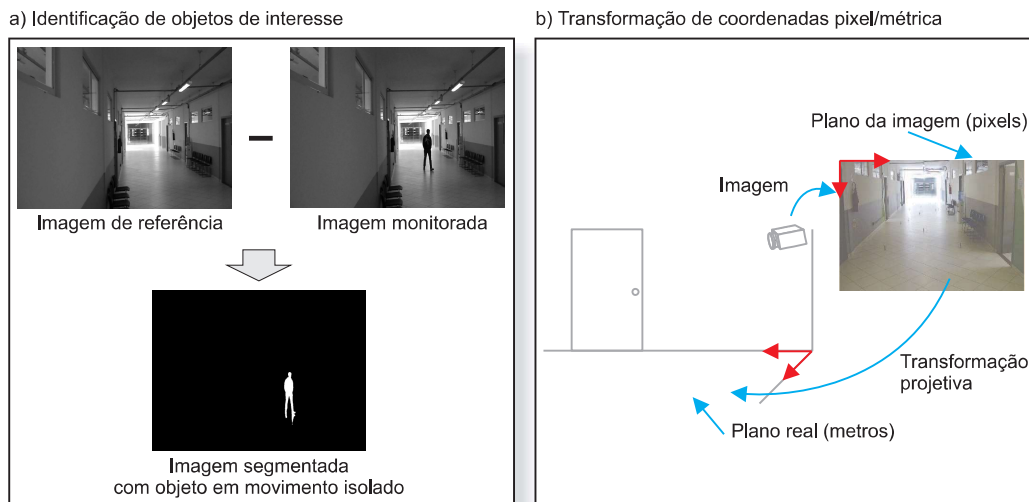 a) Identificação de objetos de interesse
Imagem de referência
Imagem monitorada
Imagem segmentada
com objeto em movimento isolado
b) Transformação de coordenadas pixel/métrica
Plano da imagem (pixels)
Imagem
Transformação
projetiva
Plano real (metros)